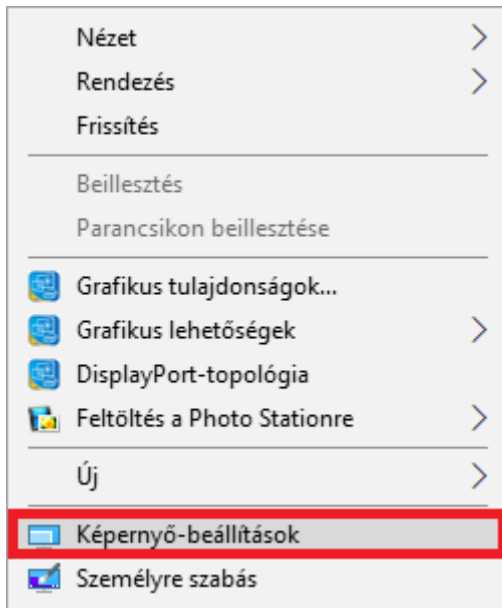 Nézet
Rendezés
Frissítés
Beillesztés
Parancsikon beillesztése
Grafikus tulajdonságok...
Grafikus lehetőségek
DisplayPort-topológia
Feltöltés a Photo Stationre
Új
Képernyő-beállítások
Személyre szabás